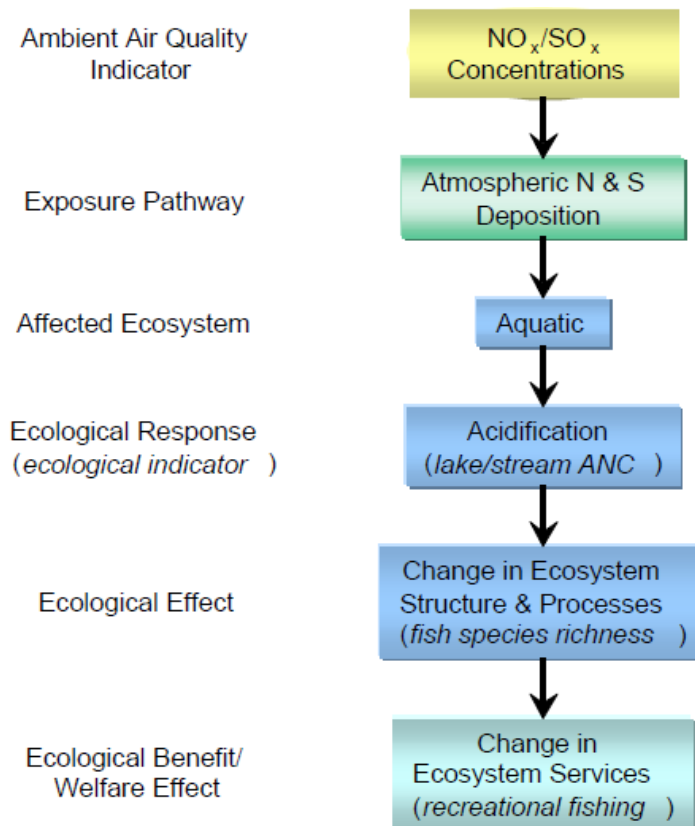 Ambient Air Quality
Indicator
NOx/SOx
Concentrations
Exposure Pathway
Atmospheric N & S
Deposition
Affected Ecosystem
Aquatic
Ecological Response
(ecological indicator )
Acidification
(lake/stream ANC )
Ecological Effect
Change in Ecosystem
Structure & Processes
(fish species richness )
Ecological Benefit/
Welfare Effect
Change in
Ecosystem Services
(recreational fishing )